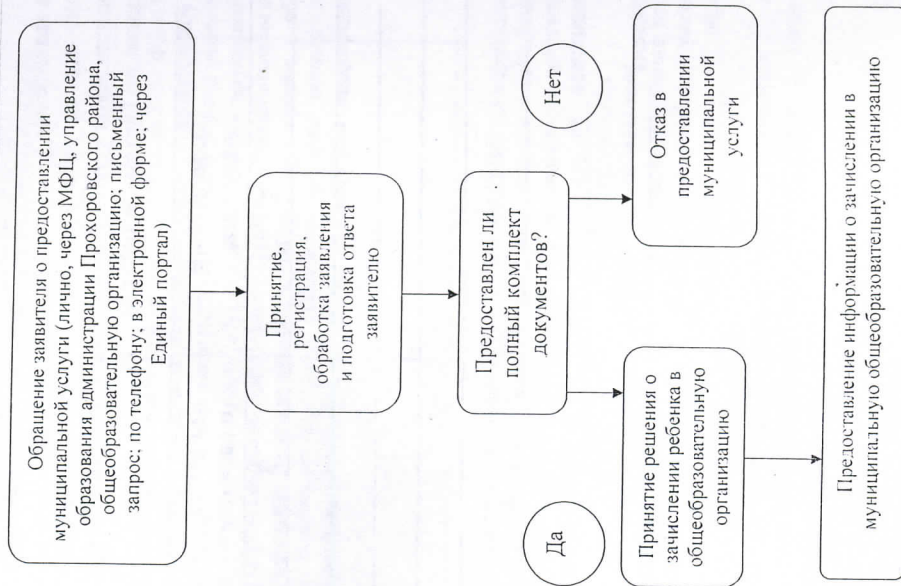 Обращение заявителя о предоставлении
муниципальной услуги (лично, через МФЦ, управление
образования администрации Прохоровского района,
общеобразовательную организацию; письменный
запрос; по телефону; в электронной форме; через
Единый портал)
Принятие,
регистрация,
обработка заявления
и подготовка ответа
заявителю
Предоставлен ли
полный комплект
документов?
Да
Нет
Принятие решения о
зачислении ребенка в
общеобразовательную
организацию
Отказ в
предоставлении
муниципальной
услуги
Предоставление информации о зачислении в
муниципальную общеобразовательную организацию